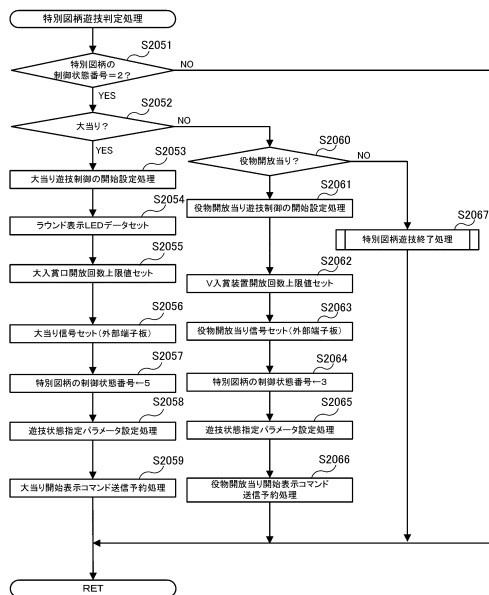 特別図柄遊技判定処理
S2051
特別図柄の
制御状態番号=2?
NO
YES
S2052
大当り?
NO
YES
S2053
大当り遊技制御の開始設定処理
S2054
ラウンド表示LEDデータセット
S2055
大入賞口開放回数上限値セット
S2056
大当り信号セット(外部端子板)
S2057
特別図柄の制御状態番号←5
S2058
遊技状態指定パラメータ設定処理
S2059
大当り開始表示コマンド送信予約処理
S2060
役物開放当り?
NO
YES
S2061
役物開放当り遊技制御の開始設定処理
S2062
V入賞装置開放回数上限値セット
S2063
役物開放当り信号セット(外部端子板)
S2064
特別図柄の制御状態番号←3
S2065
遊技状態指定パラメータ設定処理
S2066
役物開放当り開始表示コマンド
送信予約処理
S2067
特別図柄遊技終了処理
RET